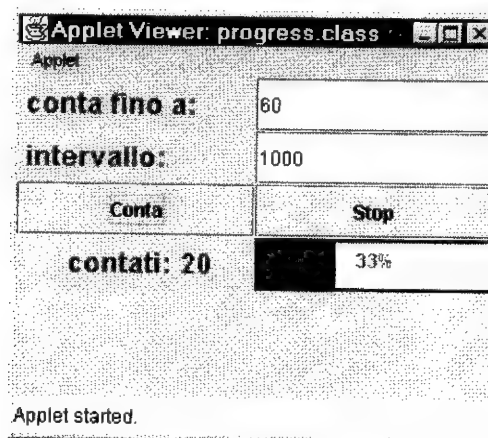 Applet Viewer: progress.class
Applet
conta fino a: 60
intervallo: 1000
Conta Stop
contati: 20 33%
Applet started.